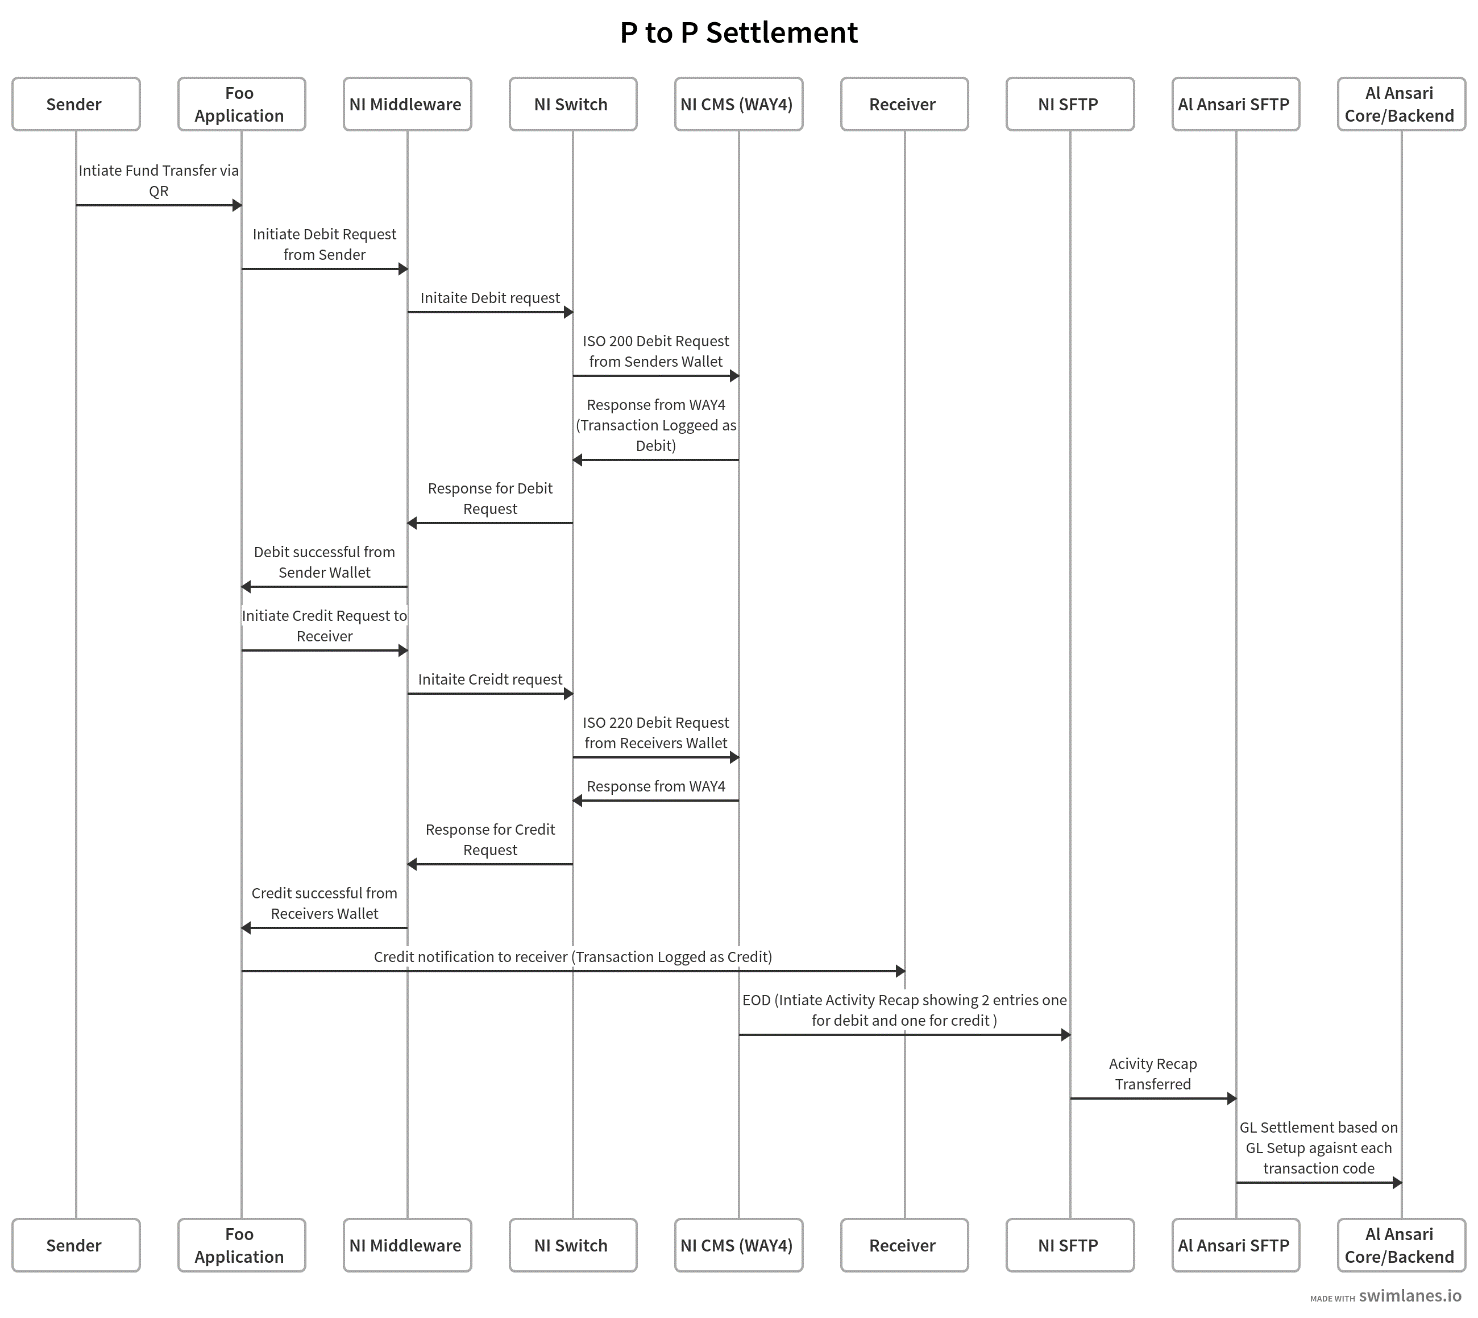 P to P Settlement
Sender
Foo
Application
NI Middleware
NI Switch
NI CMS (WAY4)
Receiver
NI SFTP
Al Ansari SFTP
Al Ansari
Core/Backend
Intiate Fund Transfer via
QR
Initiate Debit Request
from Sender
Initaite Debit request
ISO 200 Debit Request
from Senders Wallet
Response from WAY4
(Transaction Loggeed as
Debit)
Response for Debit
Request
Debit successful from
Sender Wallet
Initiate Credit Request to
Receiver
Initaite Creidt request
ISO 220 Debit Request
from Receivers Wallet
Response from WAY4
Response for Credit
Request
Credit successful from
Receivers Wallet
Credit notification to receiver (Transaction Logged as Credit)
EOD (Intiate Activity Recap showing 2 entries one
for debit and one for credit )
Acivity Recap
Transferred
GL Settlement based on
GL Setup agaisnt each
transaction code
Sender
Foo
Application
NI Middleware
NI Switch
NI CMS (WAY4)
Receiver
NI SFTP
Al Ansari SFTP
Al Ansari
Core/Backend
MADE WITH swimlanes.io